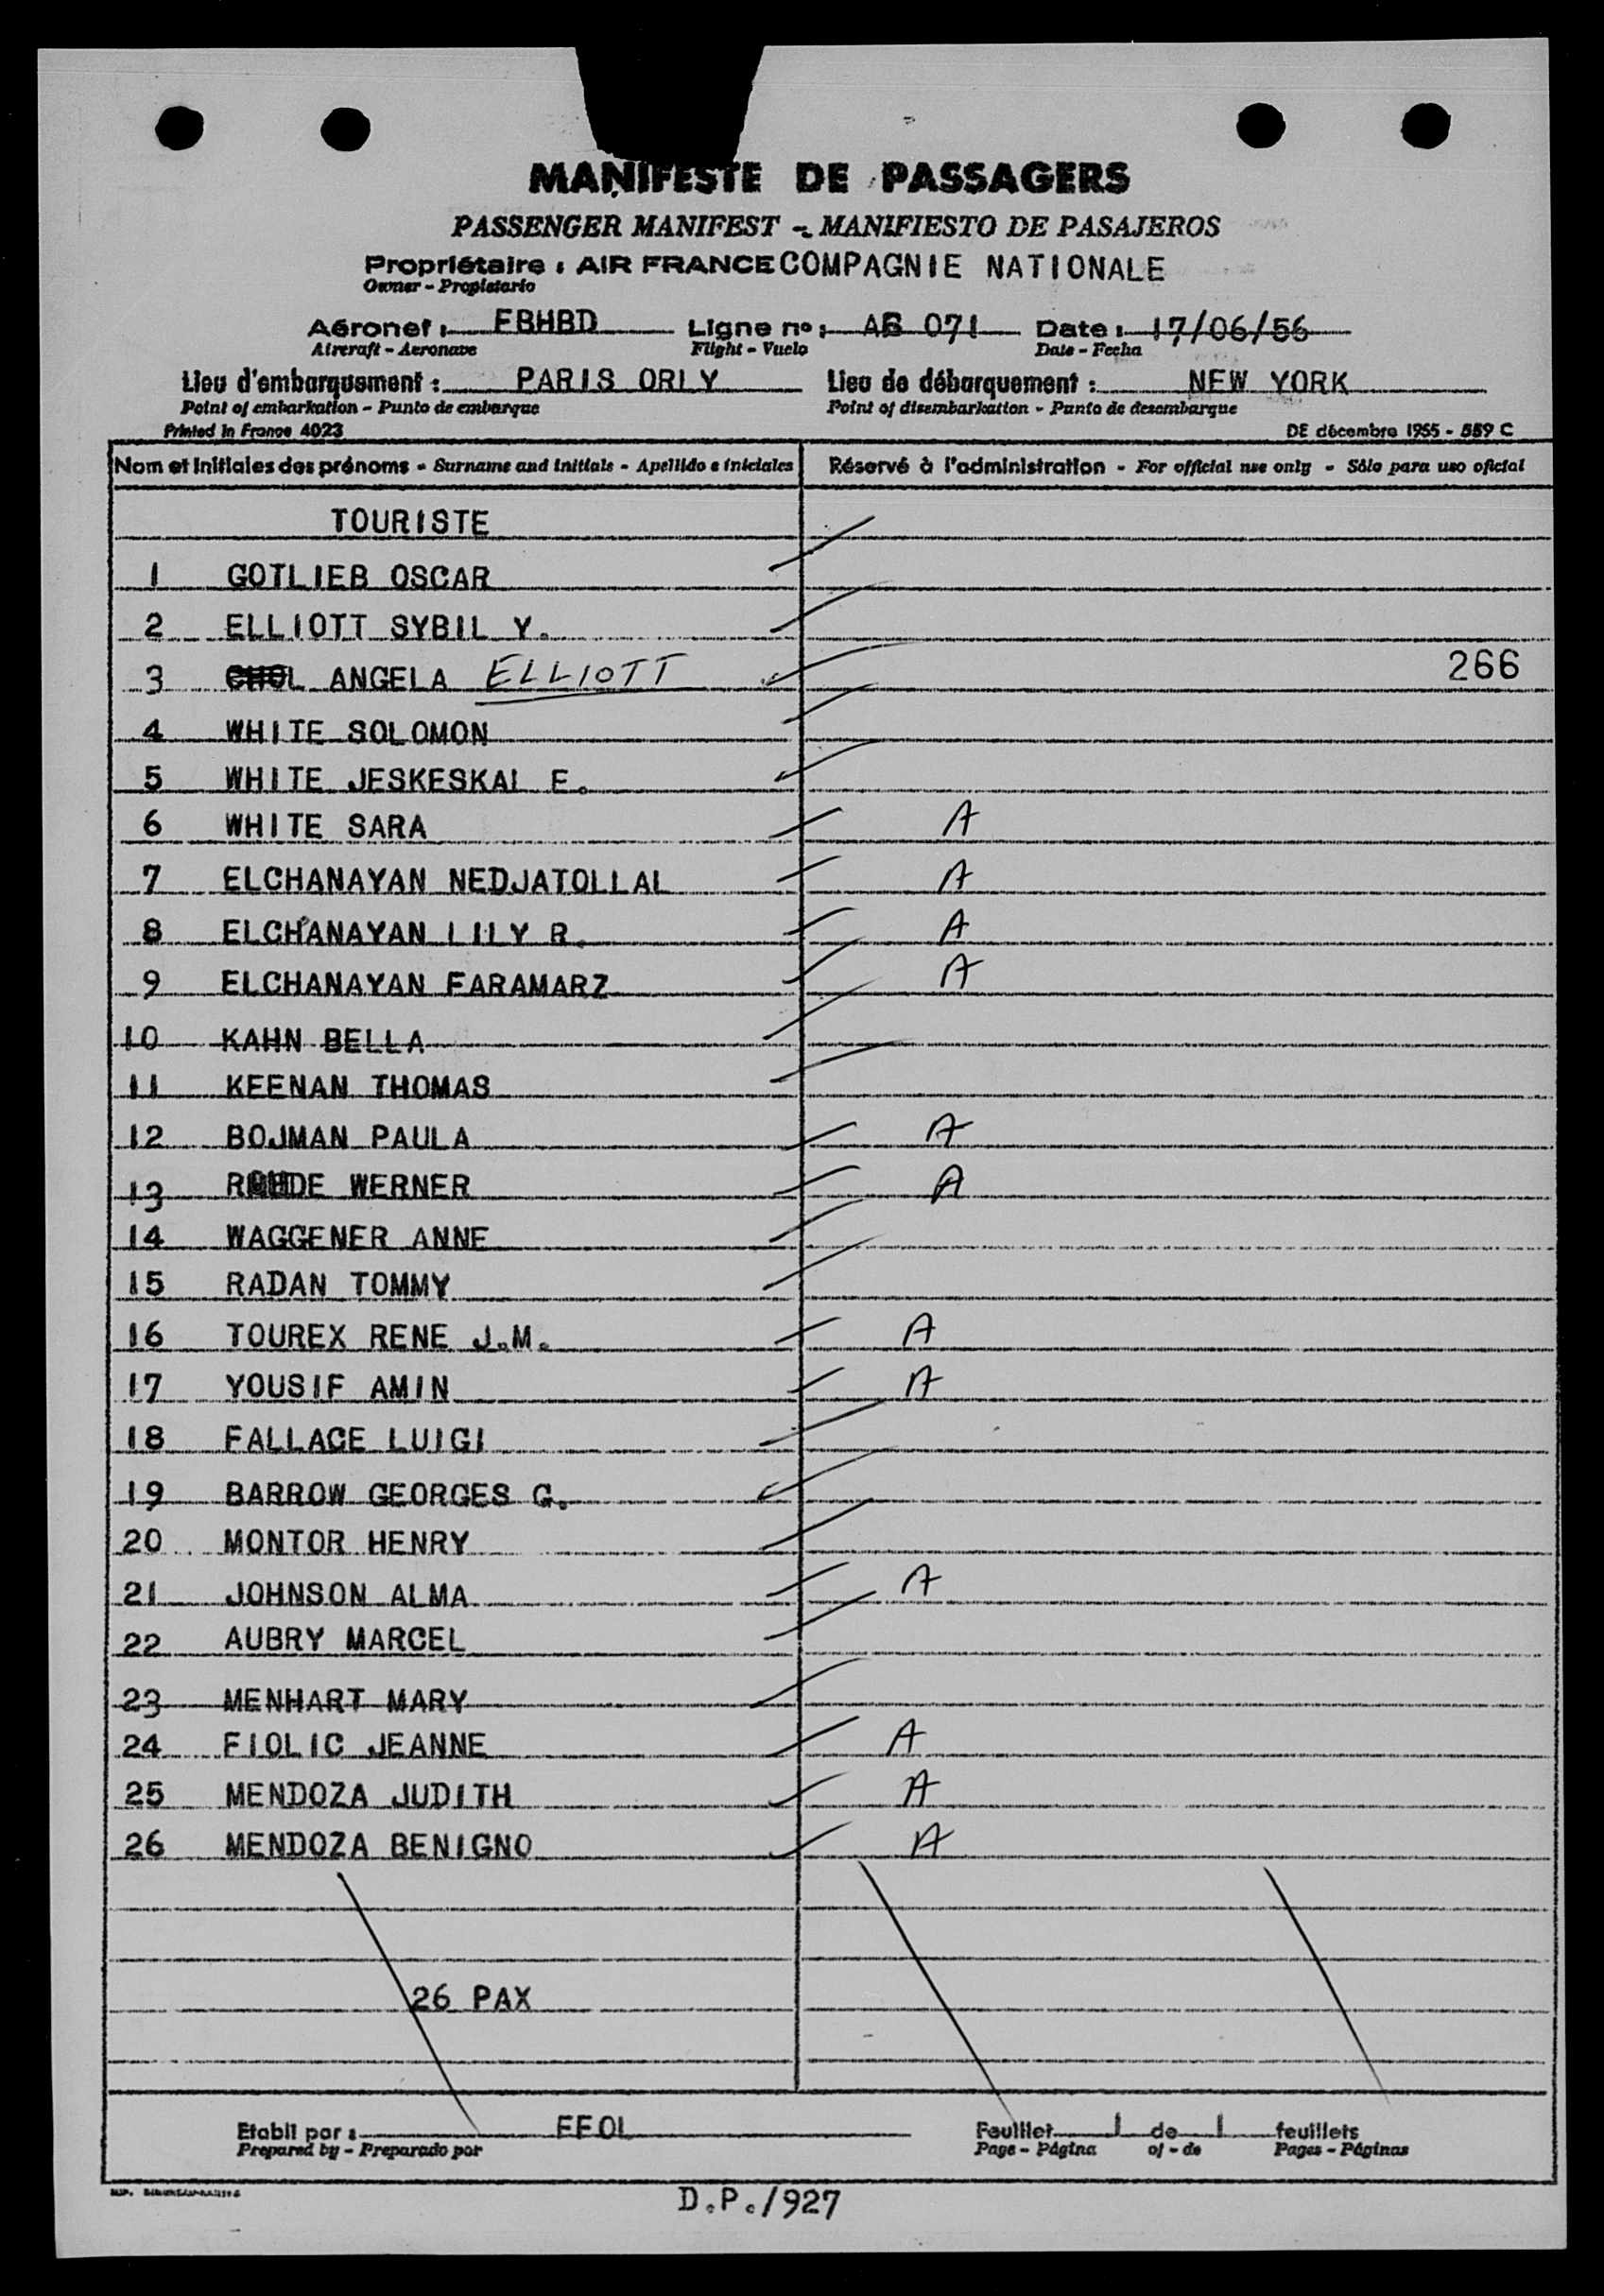 MANIFESTE DE PASSAGERS
PASSENGER MANIFEST - MANIFIESTO DE PASAJEROS
Propriétaire : AIR FRANCE COMPAGNIE NATIONALE
Owner - Propietario
Aéronef : FBHBD Ligne nº : AB 071 Date : 17/06/56
Aircraft - Aeronave Flight - Vuelo Date - Fecha
Lieu d'embarquement : PARIS ORLY Lieu de débarquement : NEW YORK
Point of embarkation - Punto de embarque Point of disembarkation - Punto de desembarque
Printed in France 4023 DE décembre 1955 - 559 C
Nom et Initiales des prénoms - Surname and initials - Apellido e iniciales Réservé à l'administration - For official use only - Sólo para uso oficial
TOURISTE
1 GOTLIEB OSCAR
2 ELLIOTT SYBIL Y.
3 CHOL ANGELA ELLIOTT 266
4 WHITE SOLOMON
5 WHITE JESKESKAL E.
6 WHITE SARA A
7 ELCHANAYAN NEDJATOLLAL A
8 ELCHANAYAN LILY R. A
9 ELCHANAYAN FARAMARZ A
10 KAHN BELLA
11 KEENAN THOMAS
12 BOJMAN PAULA A
13 ROHDE WERNER A
14 WAGGENER ANNE
15 RADAN TOMMY
16 TOUREX RENE J.M. A
17 YOUSIF AMIN A
18 FALLACE LUIGI
19 BARROW GEORGES G.
20 MONTOR HENRY
21 JOHNSON ALMA A
22 AUBRY MARCEL
23 MENHART MARY
24 FIOLIC JEANNE A
25 MENDOZA JUDITH A
26 MENDOZA BENIGNO A
26 PAX
Etabli par : FFOL Feuillet 1 de 1 feuillets
Prepared by - Preparado por Page - Página of - de Pages - Páginas
D.P./927